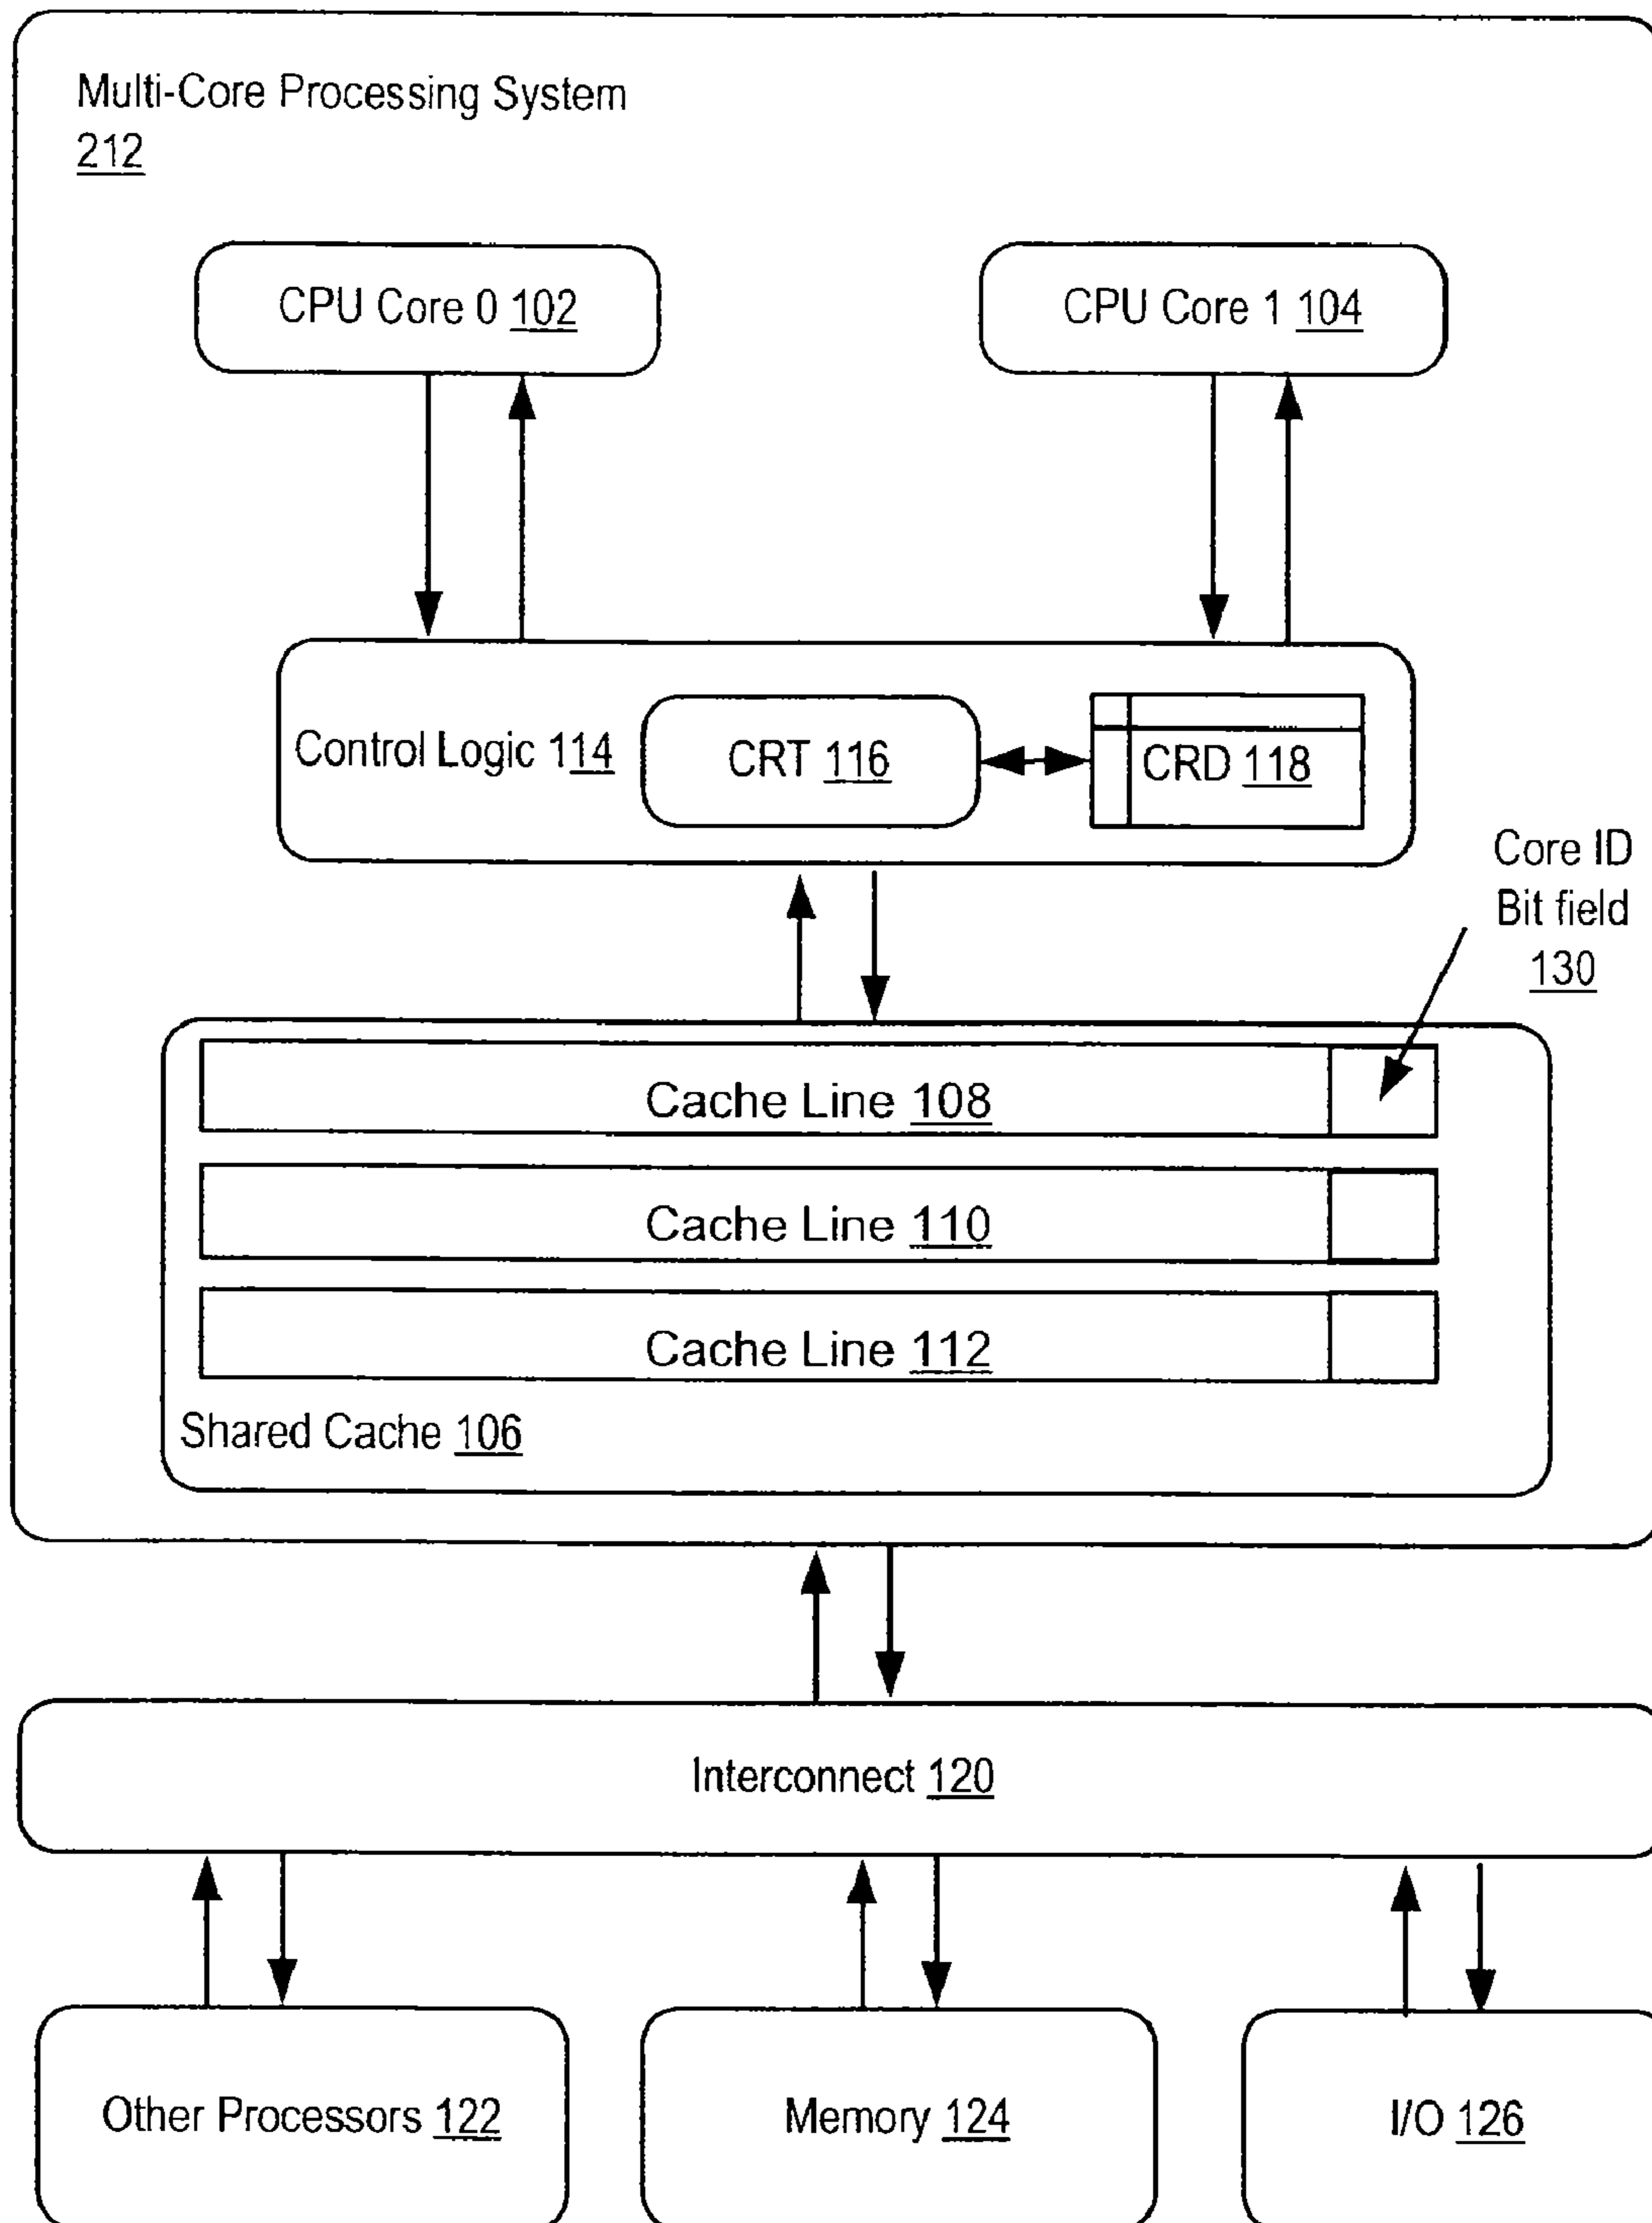 Multi-Core Processing System
212
CPU Core 0 102
CPU Core 1 104
Control Logic 114
CRT 116
CRD 118
Core ID
Bit field
130
Cache Line 108
Cache Line 110
Cache Line 112
Shared Cache 106
Interconnect 120
Other Processors 122
Memory 124
I/O 126